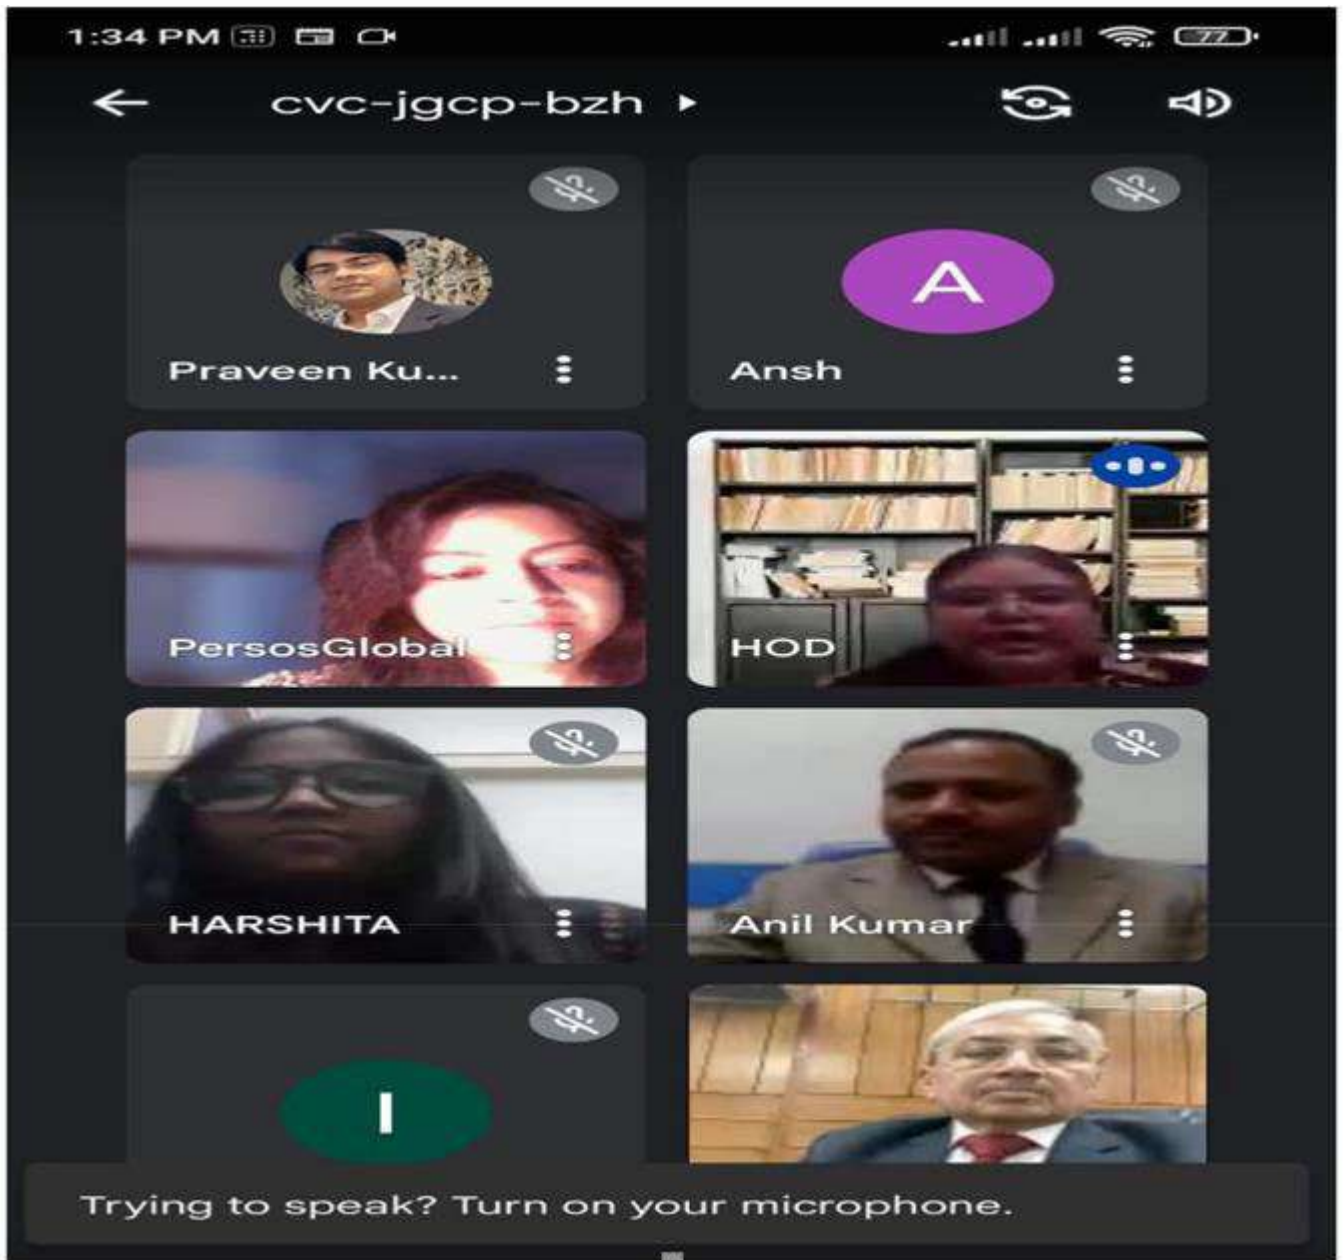 1:34 PM 77
cvc-jgcp-bzh
A
Praveen Ku...
Ansh
PersosGlobal
HOD
HARSHITA
Anil Kumar
I
Trying to speak? Turn on your microphone.